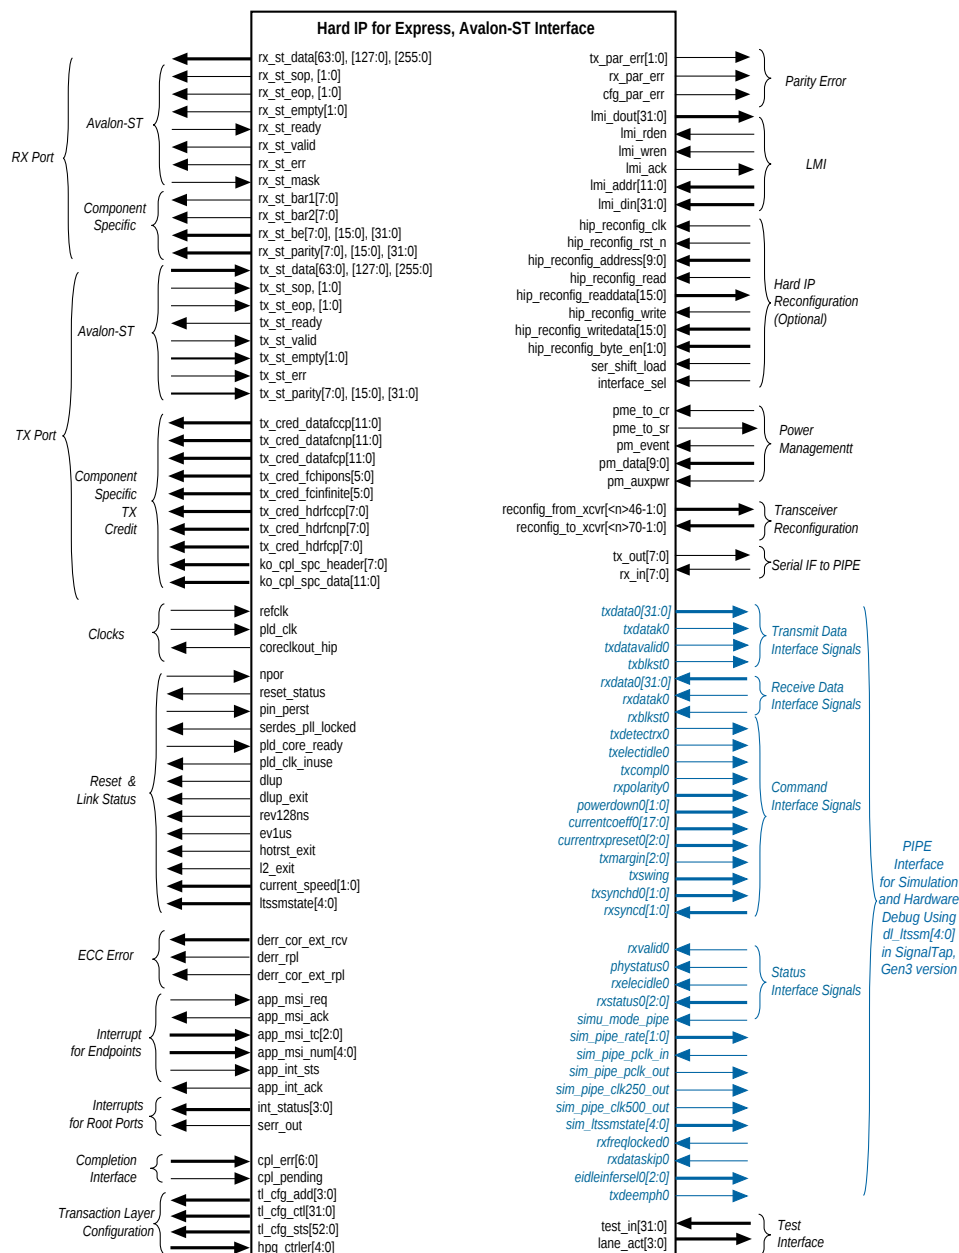 Hard IP for Express, Avalon-ST Interface
RX Port
Avalon-ST
rx_st_data[63:0], [127:0], [255:0]
rx_st_sop, [1:0]
rx_st_eop, [1:0]
rx_st_empty[1:0]
rx_st_ready
rx_st_valid
rx_st_err
rx_st_mask
Component
Specific
rx_st_bar1[7:0]
rx_st_bar2[7:0]
rx_st_be[7:0], [15:0], [31:0]
rx_st_parity[7:0], [15:0], [31:0]
TX Port
Avalon-ST
tx_st_data[63:0], [127:0], [255:0]
tx_st_sop, [1:0]
tx_st_eop, [1:0]
tx_st_ready
tx_st_valid
tx_st_empty[1:0]
tx_st_err
tx_st_parity[7:0], [15:0], [31:0]
Component
Specific
TX
Credit
tx_cred_datafccp[11:0]
tx_cred_datafcnp[11:0]
tx_cred_datafcp[11:0]
tx_cred_fchipons[5:0]
tx_cred_fcinfinite[5:0]
tx_cred_hdrfccp[7:0]
tx_cred_hdrfcnp[7:0]
tx_cred_hdrfcp[7:0]
ko_cpl_spc_header[7:0]
ko_cpl_spc_data[11:0]
Clocks
refclk
pld_clk
coreclkout_hip
Reset &
Link Status
npor
reset_status
pin_perst
serdes_pll_locked
pld_core_ready
pld_clk_inuse
dlup
dlup_exit
rev128ns
ev1us
hotrst_exit
l2_exit
current_speed[1:0]
ltssmstate[4:0]
ECC Error
derr_cor_ext_rcv
derr_rpl
derr_cor_ext_rpl
Interrupt
for Endpoints
app_msi_req
app_msi_ack
app_msi_tc[2:0]
app_msi_num[4:0]
app_int_sts
app_int_ack
Interrupts
for Root Ports
int_status[3:0]
serr_out
Completion
Interface
cpl_err[6:0]
cpl_pending
Transaction Layer
Configuration
tl_cfg_add[3:0]
tl_cfg_ctl[31:0]
tl_cfg_sts[52:0]
hpg_ctrler[4:0]
tx_par_err[1:0]
rx_par_err
cfg_par_err
Parity Error
lmi_dout[31:0]
lmi_rden
lmi_wren
lmi_ack
lmi_addr[11:0]
lmi_din[31:0]
LMI
hip_reconfig_clk
hip_reconfig_rst_n
hip_reconfig_address[9:0]
hip_reconfig_read
hip_reconfig_readdata[15:0]
hip_reconfig_write
hip_reconfig_writedata[15:0]
hip_reconfig_byte_en[1:0]
ser_shift_load
interface_sel
Hard IP
Reconfiguration
(Optional)
pme_to_cr
pme_to_sr
pm_event
pm_data[9:0]
pm_auxpwr
Power
Managementt
reconfig_from_xcvr[<n>46-1:0]
reconfig_to_xcvr[<n>70-1:0]
Transceiver
Reconfiguration
tx_out[7:0]
rx_in[7:0]
Serial IF to PIPE
txdata0[31:0]
txdatak0
txdatavalid0
txblkst0
Transmit Data
Interface Signals
rxdata0[31:0]
rxdatak0
rxblkst0
Receive Data
Interface Signals
txdetectrx0
txelectidle0
txcompl0
rxpolarity0
powerdown0[1:0]
currentcoeff0[17:0]
currentrxpreset0[2:0]
txmargin[2:0]
txswing
txsynchd0[1:0]
rxsyncd[1:0]
Command
Interface Signals
rxvalid0
phystatus0
rxelecidle0
rxstatus0[2:0]
simu_mode_pipe
Status
Interface Signals
sim_pipe_rate[1:0]
sim_pipe_pclk_in
sim_pipe_pclk_out
sim_pipe_clk250_out
sim_pipe_clk500_out
sim_ltssmstate[4:0]
rxfreqlocked0
rxdataskip0
eidleinfersel0[2:0]
txdeemph0
PIPE
Interface
for Simulation
and Hardware
Debug Using
dl_ltssm[4:0]
in SignalTap,
Gen3 version
test_in[31:0]
lane_act[3:0]
Test
Interface